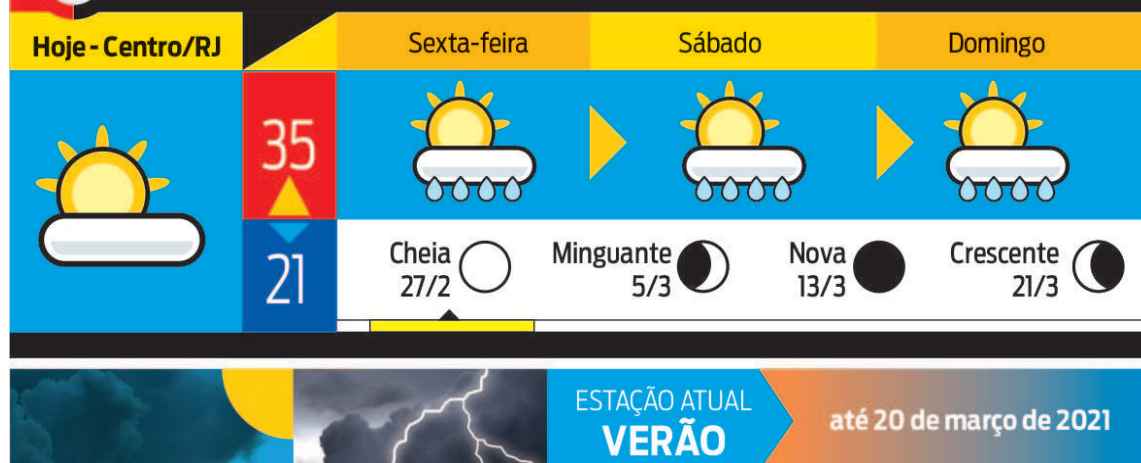 Hoje - Centro/RJ
Sexta-feira
Sábado
Domingo
35
21
Cheia
27/2
Minguante
5/3
Nova
13/3
Crescente
21/3
ESTAÇÃO ATUAL
VERÃO
até 20 de março de 2021